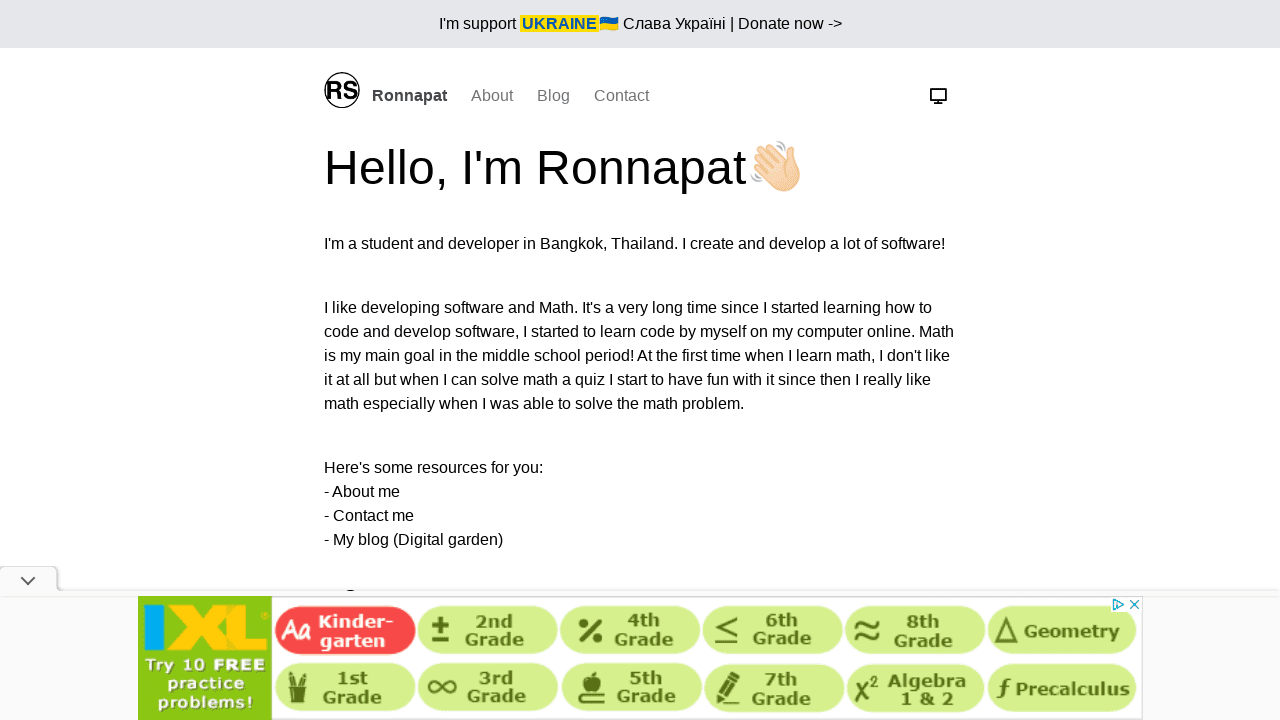 I'm support UKRAINE🇺🇦 Слава Україні | Donate now ->
RS Ronnapat About Blog Contact
Hello, I'm Ronnapat👋🏻
I'm a student and developer in Bangkok, Thailand. I create and develop a lot of software!
I like developing software and Math. It's a very long time since I started learning how to
code and develop software, I started to learn code by myself on my computer online. Math
is my main goal in the middle school period! At the first time when I learn math, I don't like
it at all but when I can solve math a quiz I start to have fun with it since then I really like
math especially when I was able to solve the math problem.
Here's some resources for you:
- About me
- Contact me
- My blog (Digital garden)
IXL
Try 10 FREE
practice
problems!
Aa Kinder-
garten
± 2nd
Grade
% 4th
Grade
≤ 6th
Grade
≈ 8th
Grade
△ Geometry
1st
Grade
∞ 3rd
Grade
5th
Grade
7th
Grade
x² Algebra
1 & 2
ƒ Precalculus